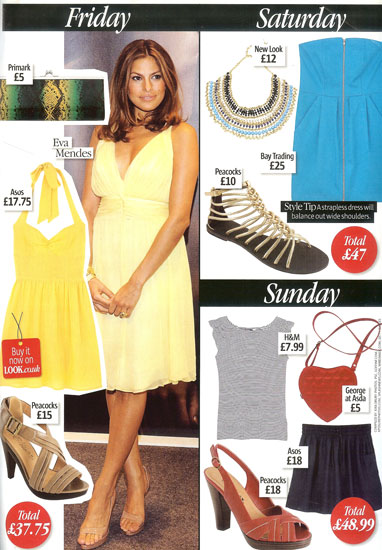 Friday
Primark
£5
Eva
Mendes
Asos
£17.75
Buy it
now on
LOOK.co.uk
Peacocks
£15
Total
£37.75
Saturday
New Look
£12
Bay Trading
£25
Peacocks
£10
Style Tip A strapless dress will
balance out wide shoulders.
Total
£47
Sunday
H&M
£7.99
George
at Asda
£5
Asos
£18
Peacocks
£18
Total
£48.99